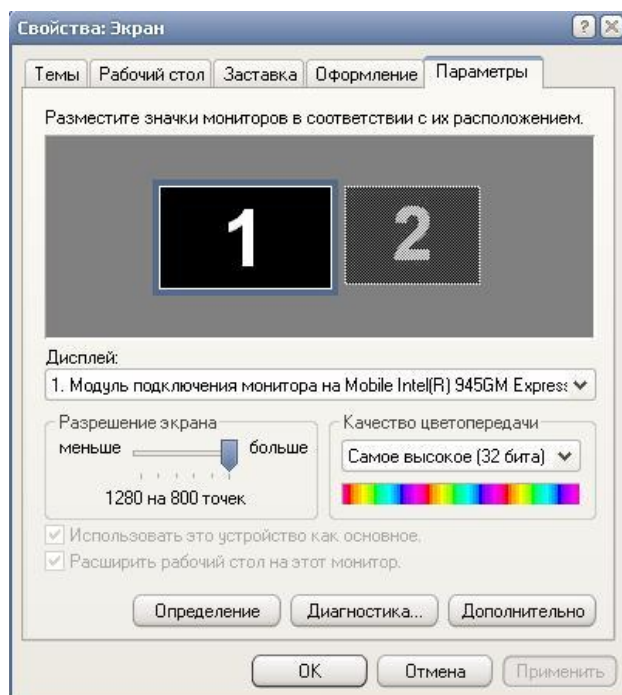 Свойства: Экран
Темы Рабочий стол Заставка Оформление Параметры
Разместите значки мониторов в соответствии с их расположением.
1 2
Дисплей:
1. Модуль подключения монитора на Mobile Intel(R) 945GM Express
Разрешение экрана Качество цветопередачи
меньше больше Самое высокое (32 бита)
1280 на 800 точек
Использовать это устройство как основное.
Расширить рабочий стол на этот монитор.
Определение Диагностика... Дополнительно
OK Отмена Применить